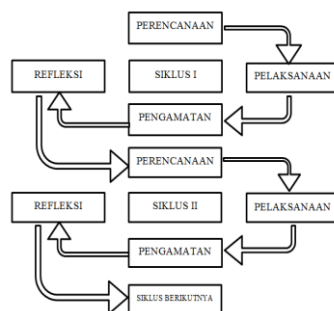 PERENCANAAN
REFLEKSI
SIKLUS I
PELAKSANAAN
PENGAMATAN
PERENCANAAN
REFLEKSI
SIKLUS II
PELAKSANAAN
PENGAMATAN
SIKLUS BERIKUTNYA